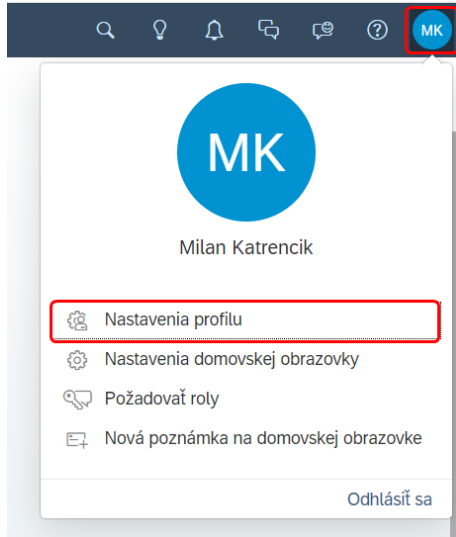 MK
MK
Milan Katrencik
Nastavenia profilu
Nastavenia domovskej obrazovky
Požadovať roly
Nová poznámka na domovskej obrazovke
Odhlásiť sa